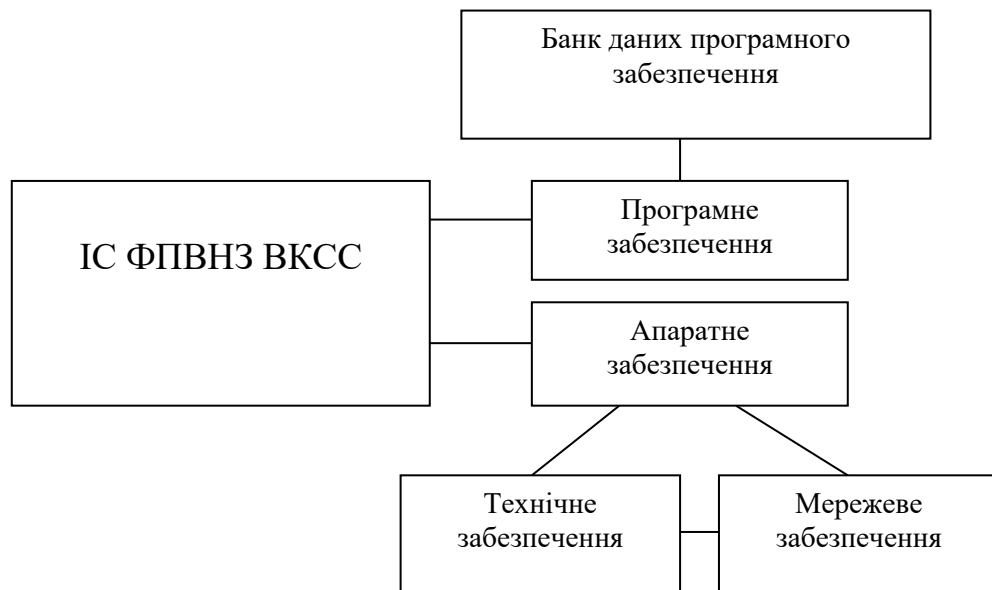 Банк даних програмного
забезпечення
ІС ФПВНЗ ВКСС
Програмне
забезпечення
Апаратне
забезпечення
Технічне
забезпечення
Мережеве
забезпечення